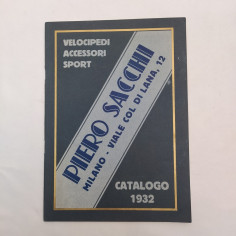 VELOCIPEDI
ACCESSORI
SPORT
PIERO SACCHI
MILANO - VIALE COL DI LANA, 12
CATALOGO
1932